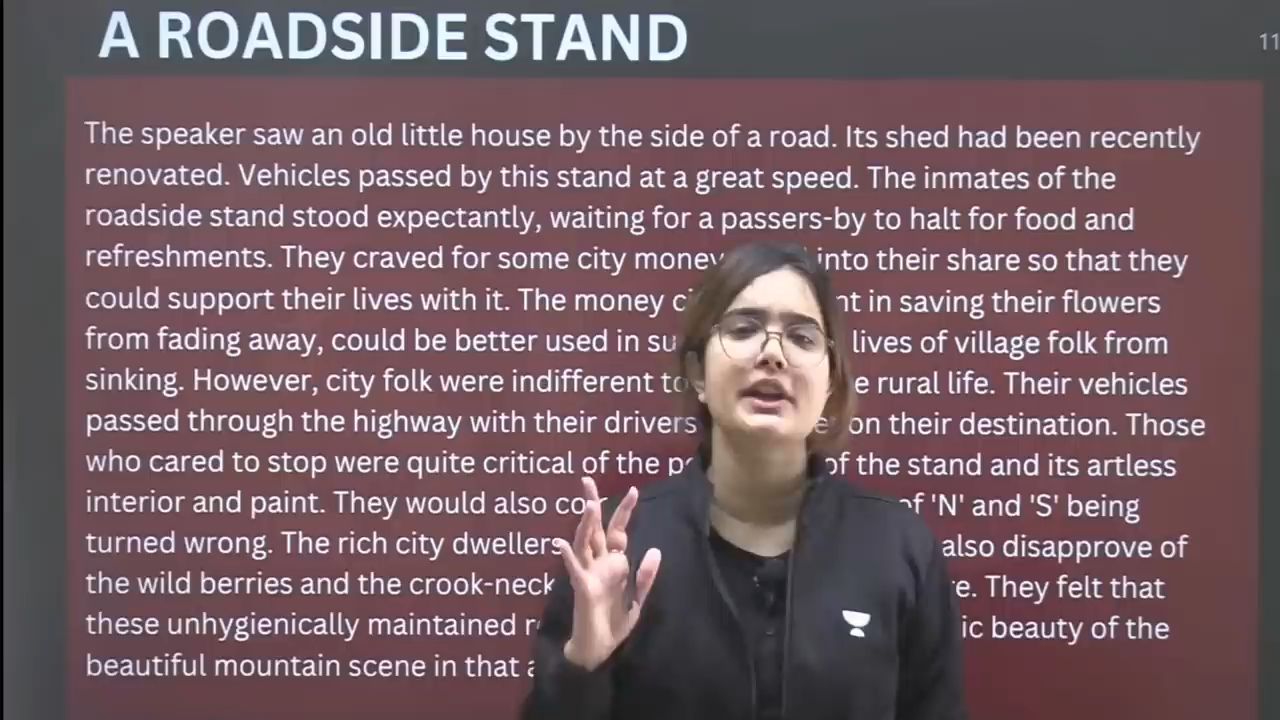 A ROADSIDE STAND
11
The speaker saw an old little house by the side of a road. Its shed had been recently
renovated. Vehicles passed by this stand at a great speed. The inmates of the
roadside stand stood expectantly, waiting for a passers-by to halt for food and
refreshments. They craved for some city money into their share so that they
could support their lives with it. The money in saving their flowers
from fading away, could be better used in lives of village folk from
sinking. However, city folk were indifferent to rural life. Their vehicles
passed through the highway with their drivers on their destination. Those
who cared to stop were quite critical of the of the stand and its artless
interior and paint. They would also of 'N' and 'S' being
turned wrong. The rich city dwellers also disapprove of
the wild berries and the They felt that
these unhygienically maintained beauty of the
beautiful mountain scene in that